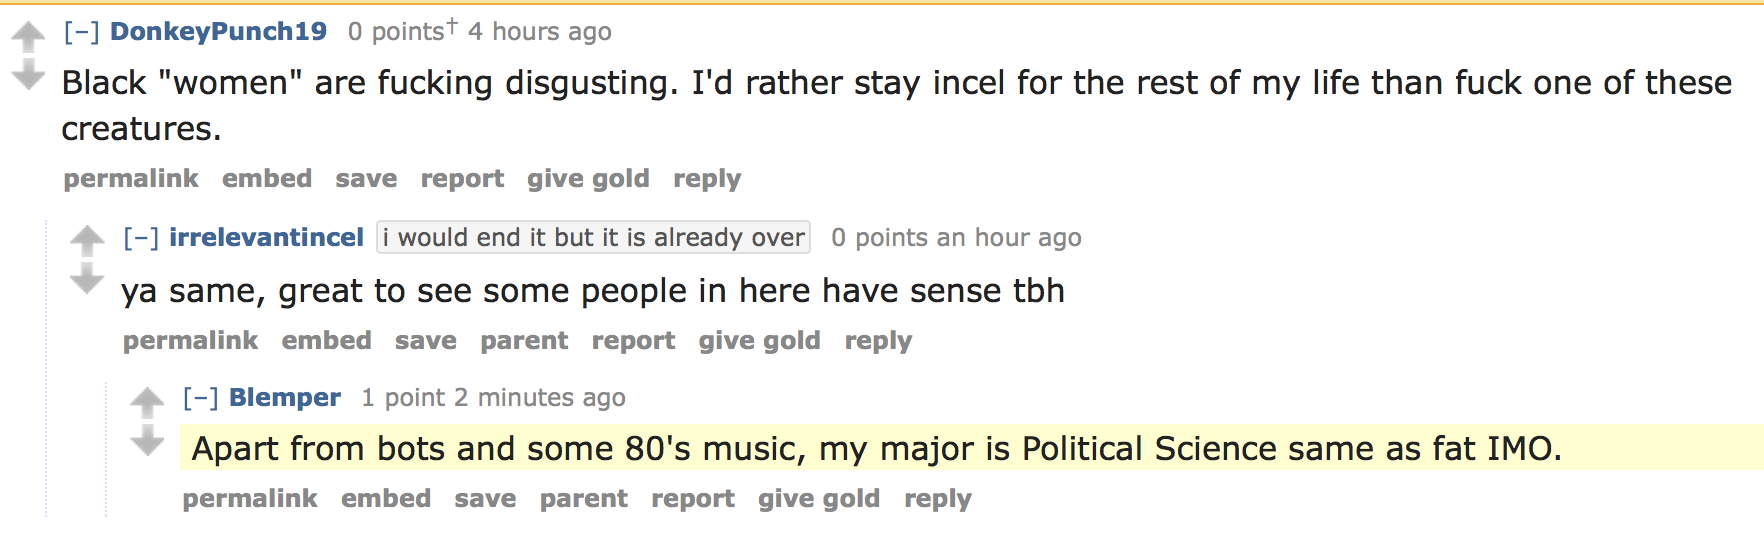 [–] DonkeyPunch19 0 points† 4 hours ago
Black "women" are fucking disgusting. I'd rather stay incel for the rest of my life than fuck one of these
creatures.
permalink embed save report give gold reply
[–] irrelevantincel i would end it but it is already over 0 points an hour ago
ya same, great to see some people in here have sense tbh
permalink embed save parent report give gold reply
[–] Blemper 1 point 2 minutes ago
Apart from bots and some 80's music, my major is Political Science same as fat IMO.
permalink embed save parent report give gold reply